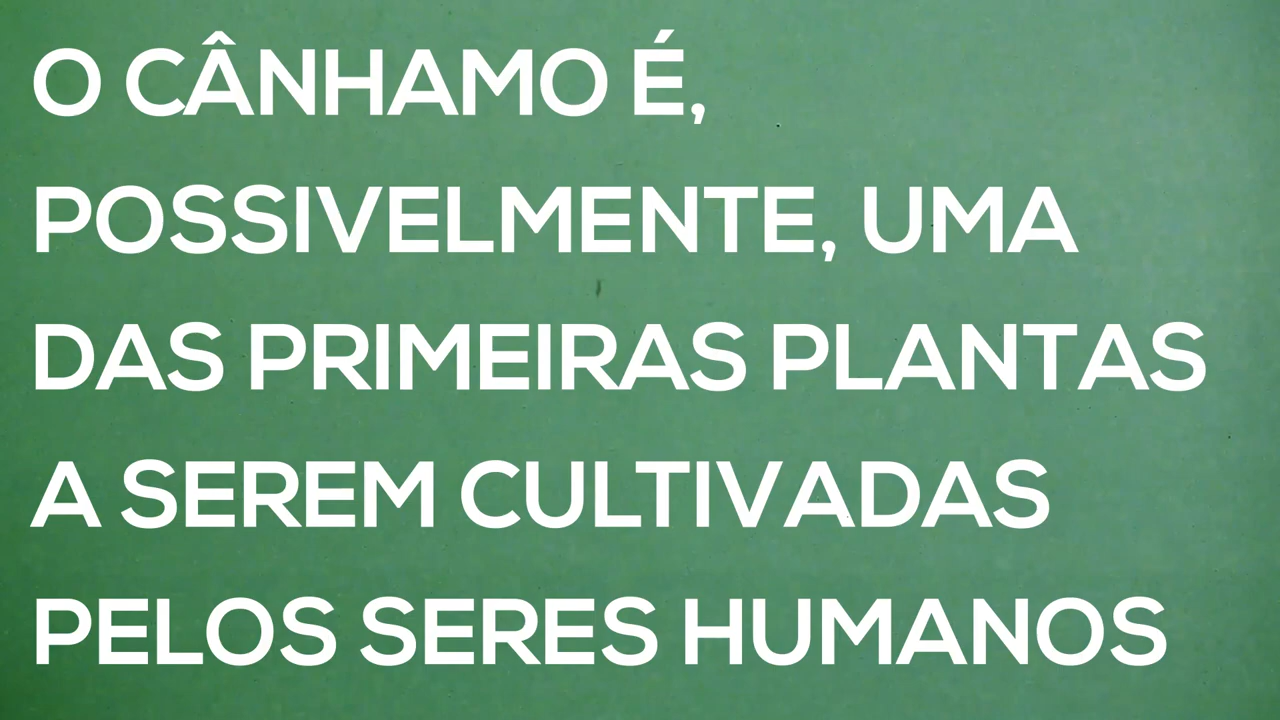 O CÂNHAMO É,
POSSIVELMENTE, UMA
DAS PRIMEIRAS PLANTAS
A SEREM CULTIVADAS
PELOS SERES HUMANOS